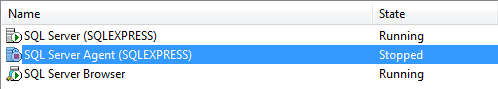 Name State
SQL Server (SQLEXPRESS) Running
SQL Server Agent (SQLEXPRESS) Stopped
SQL Server Browser Running